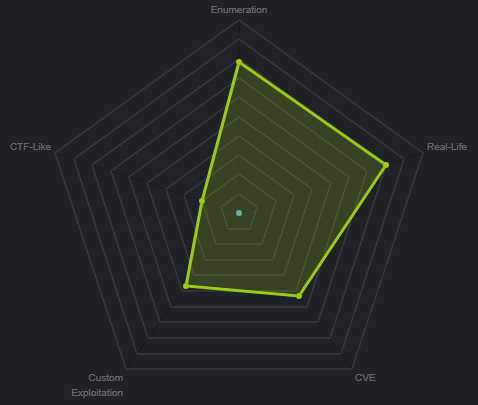 Enumeration
CTF-Like
Real-Life
Custom
Exploitation
CVE